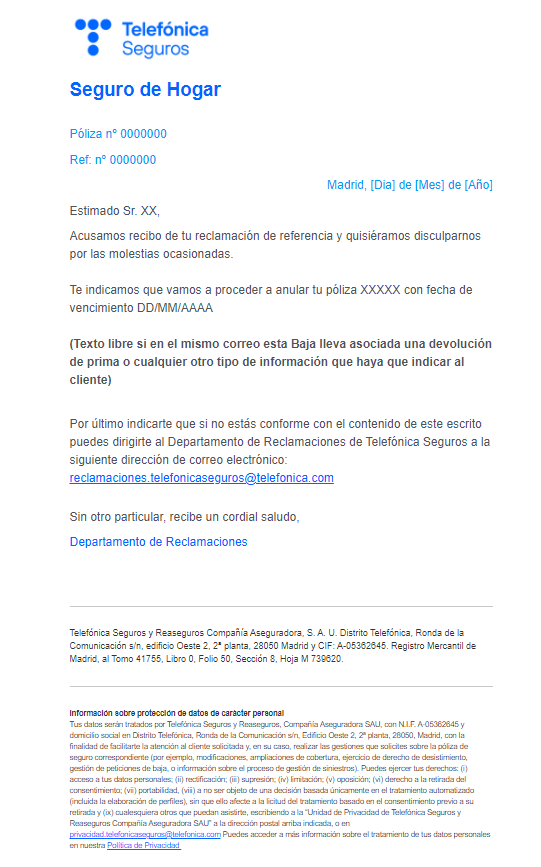 Telefónica
Seguros
Seguro de Hogar
Póliza nº 0000000
Ref: nº 0000000
Madrid, [Dia] de [Mes] de [Año]
Estimado Sr. XX,
Acusamos recibo de tu reclamación de referencia y quisiéramos disculparnos
por las molestias ocasionadas.
Te indicamos que vamos a proceder a anular tu póliza XXXXX con fecha de
vencimiento DD/MM/AAAA
(Texto libre si en el mismo correo esta Baja lleva asociada una devolución
de prima o cualquier otro tipo de información que haya que indicar al
cliente)
Por último indicarte que si no estás conforme con el contenido de este escrito
puedes dirigirte al Departamento de Reclamaciones de Telefónica Seguros a la
siguiente dirección de correo electrónico:
reclamaciones.telefonicaseguros@telefonica.com
Sin otro particular, recibe un cordial saludo,
Departamento de Reclamaciones
Telefónica Seguros y Reaseguros Compañía Aseguradora, S. A. U. Distrito Telefónica, Ronda de la
Comunicación s/n, edificio Oeste 2, 2ª planta, 28050 Madrid y CIF: A-05362645. Registro Mercantil de
Madrid, al Tomo 41755, Libro 0, Folio 50, Sección 8, Hoja M 739620.
Información sobre protección de datos de carácter personal
Tus datos serán tratados por Telefónica Seguros y Reaseguros, Compañía Aseguradora SAU, con N.I.F. A-05362645 y
domicilio social en Distrito Telefónica, Ronda de la Comunicación s/n, Edificio Oeste 2, 2ª planta, 28050, Madrid, con la
finalidad de facilitarte la atención al cliente solicitada y, en su caso, realizar las gestiones que solicites sobre la póliza de
seguro correspondiente (por ejemplo, modificaciones, ampliaciones de cobertura, ejercicio de derecho de desistimiento,
gestión de peticiones de baja, o información sobre el proceso de gestión de siniestros). Puedes ejercer tus derechos: (i)
acceso a tus datos personales; (ii) rectificación; (iii) supresión; (iv) limitación; (v) oposición; (vi) derecho a la retirada del
consentimiento; (vii) portabilidad, (viii) a no ser objeto de una decisión basada únicamente en el tratamiento automatizado
(incluida la elaboración de perfiles), sin que ello afecte a la licitud del tratamiento basado en el consentimiento previo a su
retirada y (ix) cualesquiera otros que puedan asistirte, escribiendo a la "Unidad de Privacidad de Telefónica Seguros y
Reaseguros Compañía Aseguradora SAU" a la dirección postal arriba indicada, o en
privacidad.telefonicaseguros@telefonica.com Puedes acceder a más información sobre el tratamiento de tus datos personales
en nuestra Política de Privacidad.